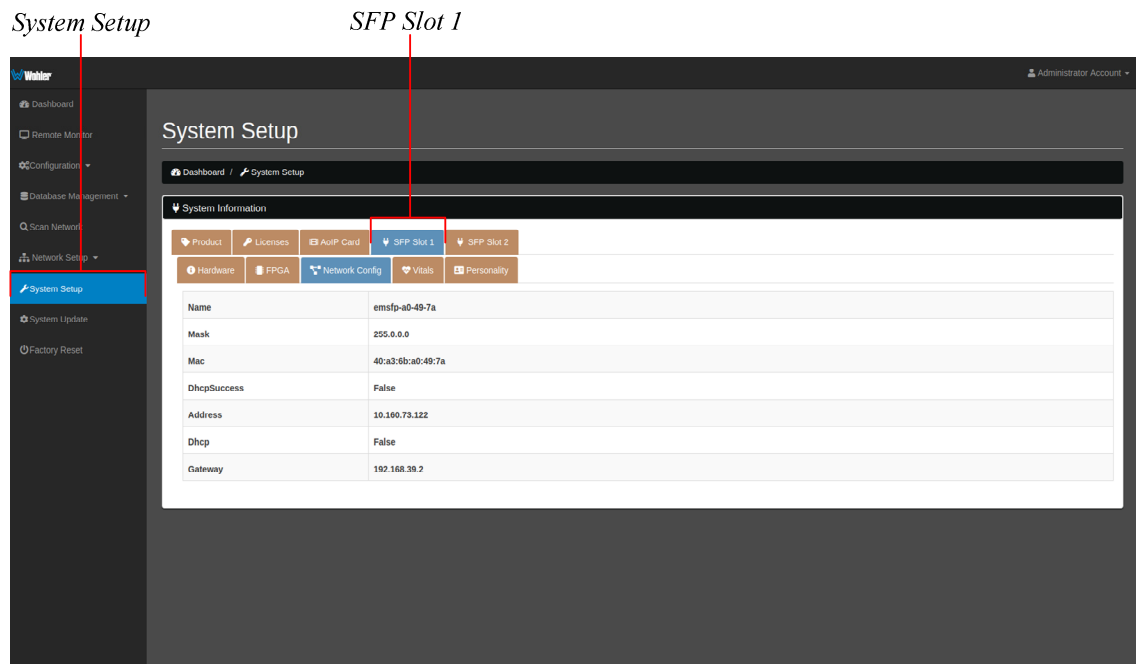 System Setup SFP Slot 1
Wohler Administrator Account
Dashboard
Remote Monitor
Configuration
Database Management
Scan Network
Network Setup
System Setup
System Update
Factory Reset
System Setup
Dashboard / System Setup
System Information
Product Licenses AoIP Card SFP Slot 1 SFP Slot 2
Hardware FPGA Network Config Vitals Personality
Name emsfp-a0-49-7a
Mask 255.0.0.0
Mac 40:a3:6b:a0:49:7a
DhcpSuccess False
Address 10.160.73.122
Dhcp False
Gateway 192.168.39.2